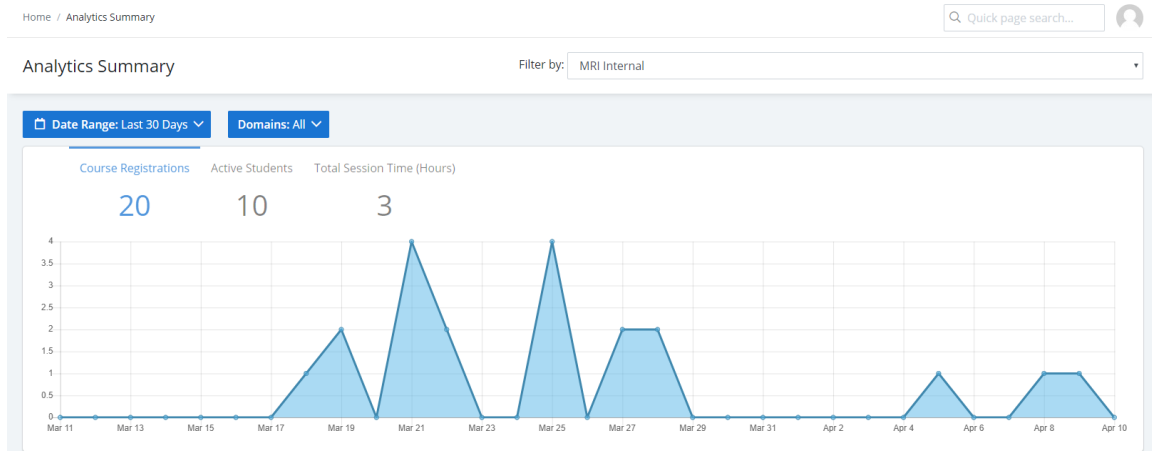 Home / Analytics Summary
Quick page search...
Analytics Summary
Filter by:
MRI Internal
Date Range: Last 30 Days
Domains: All
Course Registrations
Active Students
Total Session Time (Hours)
20
10
3
4
3.5
3
2.5
2
1.5
1
0.5
0
Mar 11 Mar 13 Mar 15 Mar 17 Mar 19 Mar 21 Mar 23 Mar 25 Mar 27 Mar 29 Mar 31 Apr 2 Apr 4 Apr 6 Apr 8 Apr 10